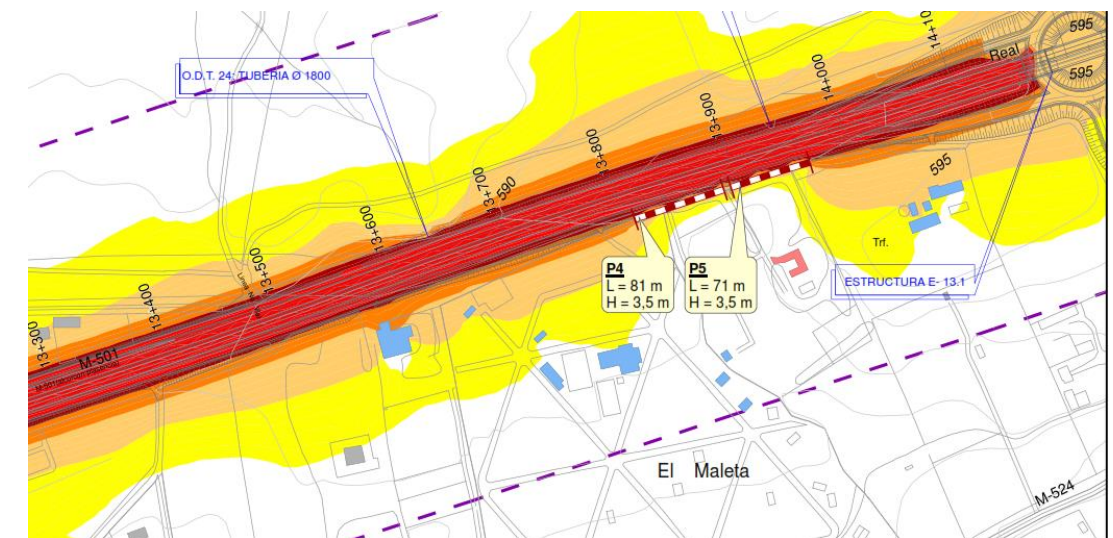 595
14+100
Real
595
O.D.T. 24: TUBERIA Ø 1800
14+000
13+900
13+800
595
590
13+700
13+600
Trf.
P4
L = 81 m
H = 3,5 m
P5
L = 71 m
H = 3,5 m
ESTRUCTURA E- 13.1
13+500
13+400
13+300
M-501
El Maleta
M-524